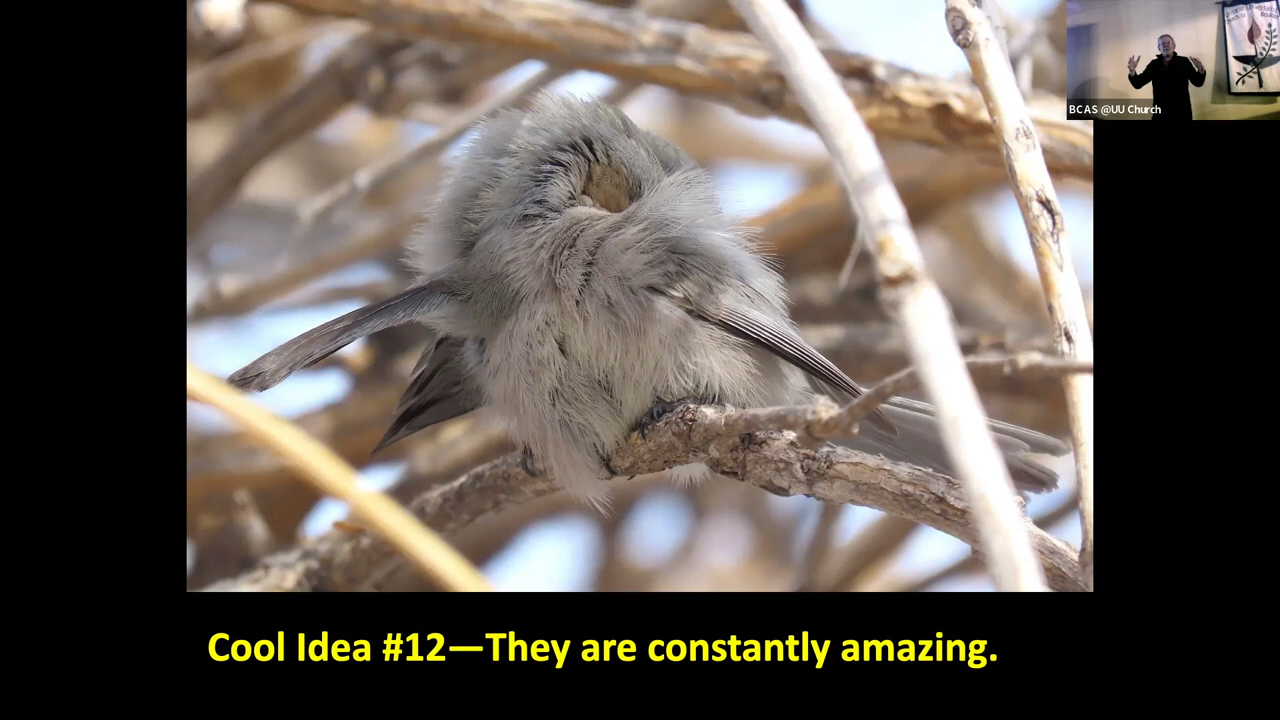 BCAS @UU Church
Cool Idea #12—They are constantly amazing.